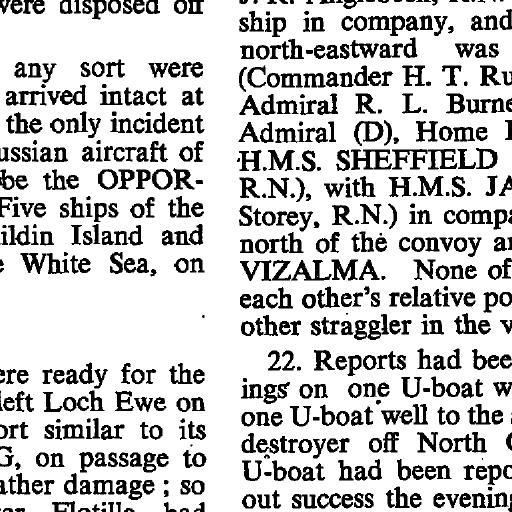 were disposed off
any sort were
arrived intact at
the only incident
ussian aircraft of
be the OPPOR-
Five ships of the
ildin Island and
White Sea, on
ere ready for the
left Loch Ewe on
ort similar to its
G, on passage to
ather damage ; so
Flotilla had
ship in company, and
north-eastward was
(Commander H. T. Ru
Admiral R. L. Burne
Admiral (D), Home
H.M.S. SHEFFIELD
R.N.), with H.M.S. JA
Storey, R.N.) in compa
north of the convoy an
VIZALMA. None of
each other's relative po
other straggler in the v
22. Reports had bee
ings on one U-boat w
one U-boat well to the
destroyer off North
U-boat had been repo
out success the evening